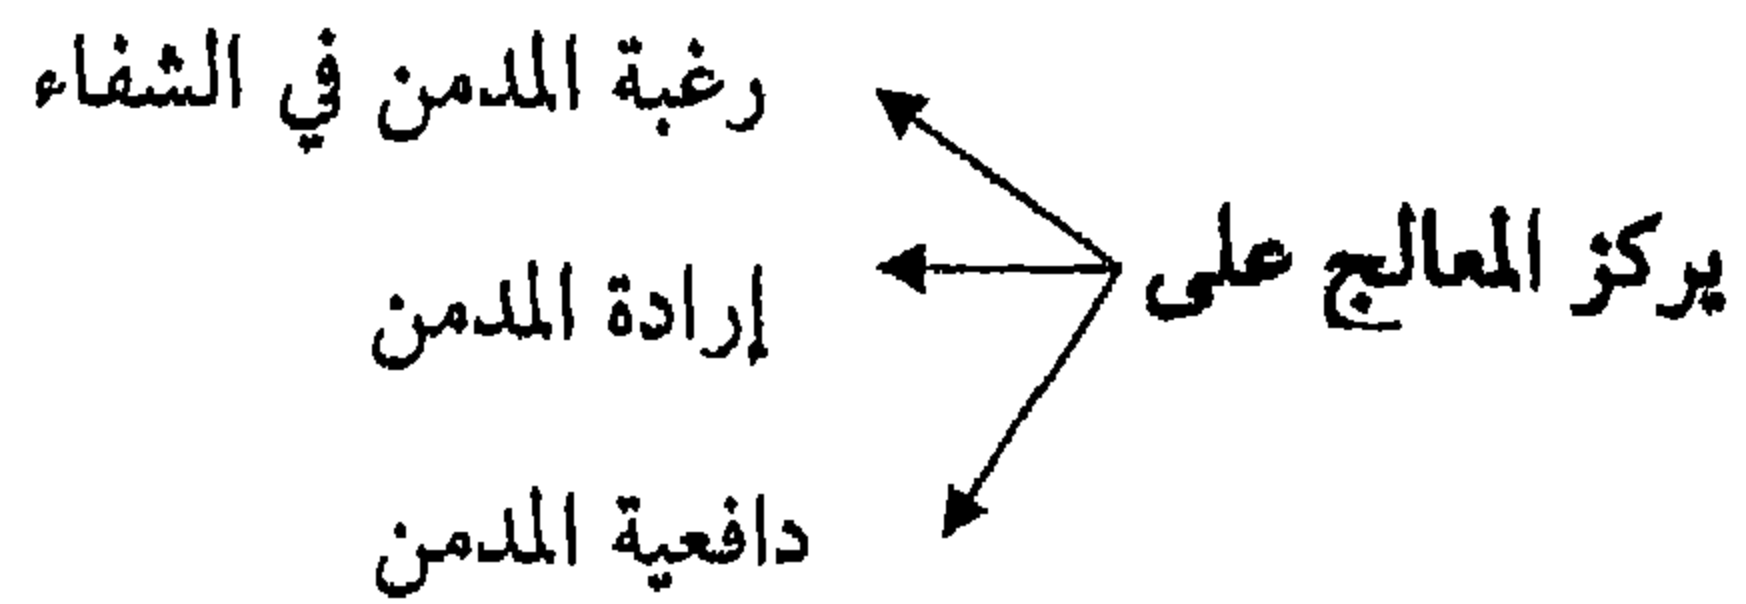 يركز المعالج على
رغبة المدمن في الشفاء
إرادة المدمن
دافعية المدمن